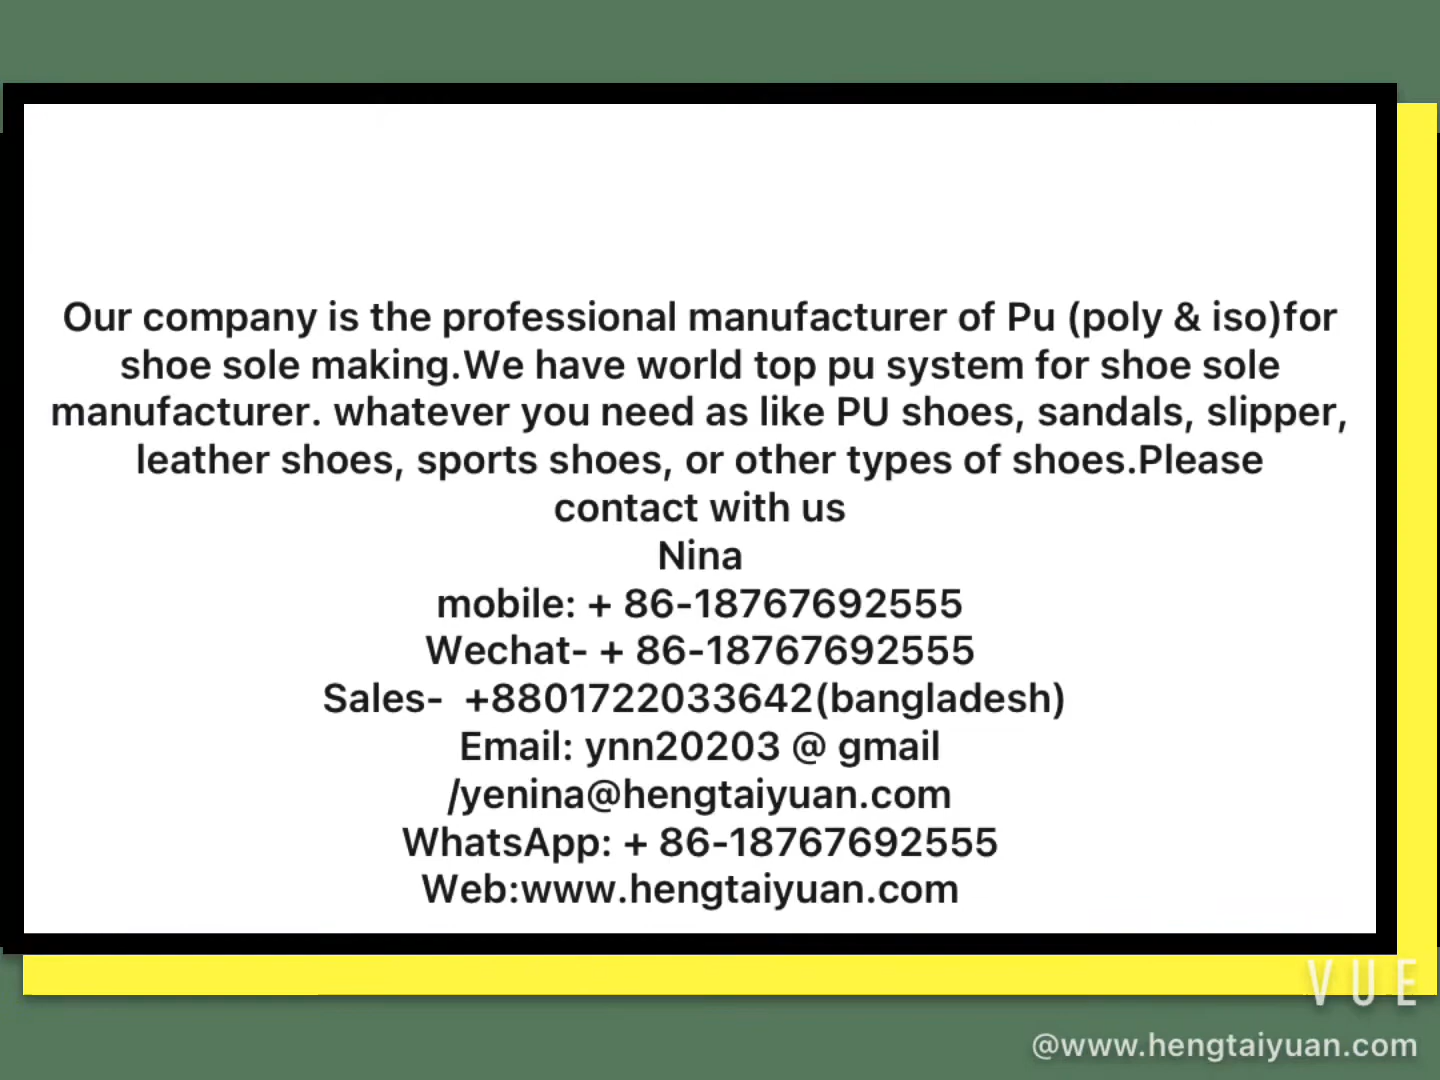 Our company is the professional manufacturer of Pu (poly & iso)for
shoe sole making.We have world top pu system for shoe sole
manufacturer. whatever you need as like PU shoes, sandals, slipper,
leather shoes, sports shoes, or other types of shoes.Please
contact with us
Nina
mobile: + 86-18767692555
Wechat- + 86-18767692555
Sales-  +8801722033642(bangladesh)
Email: ynn20203 @ gmail
/yenina@hengtaiyuan.com
WhatsApp: + 86-18767692555
Web:www.hengtaiyuan.com
VUE
@www.hengtaiyuan.com